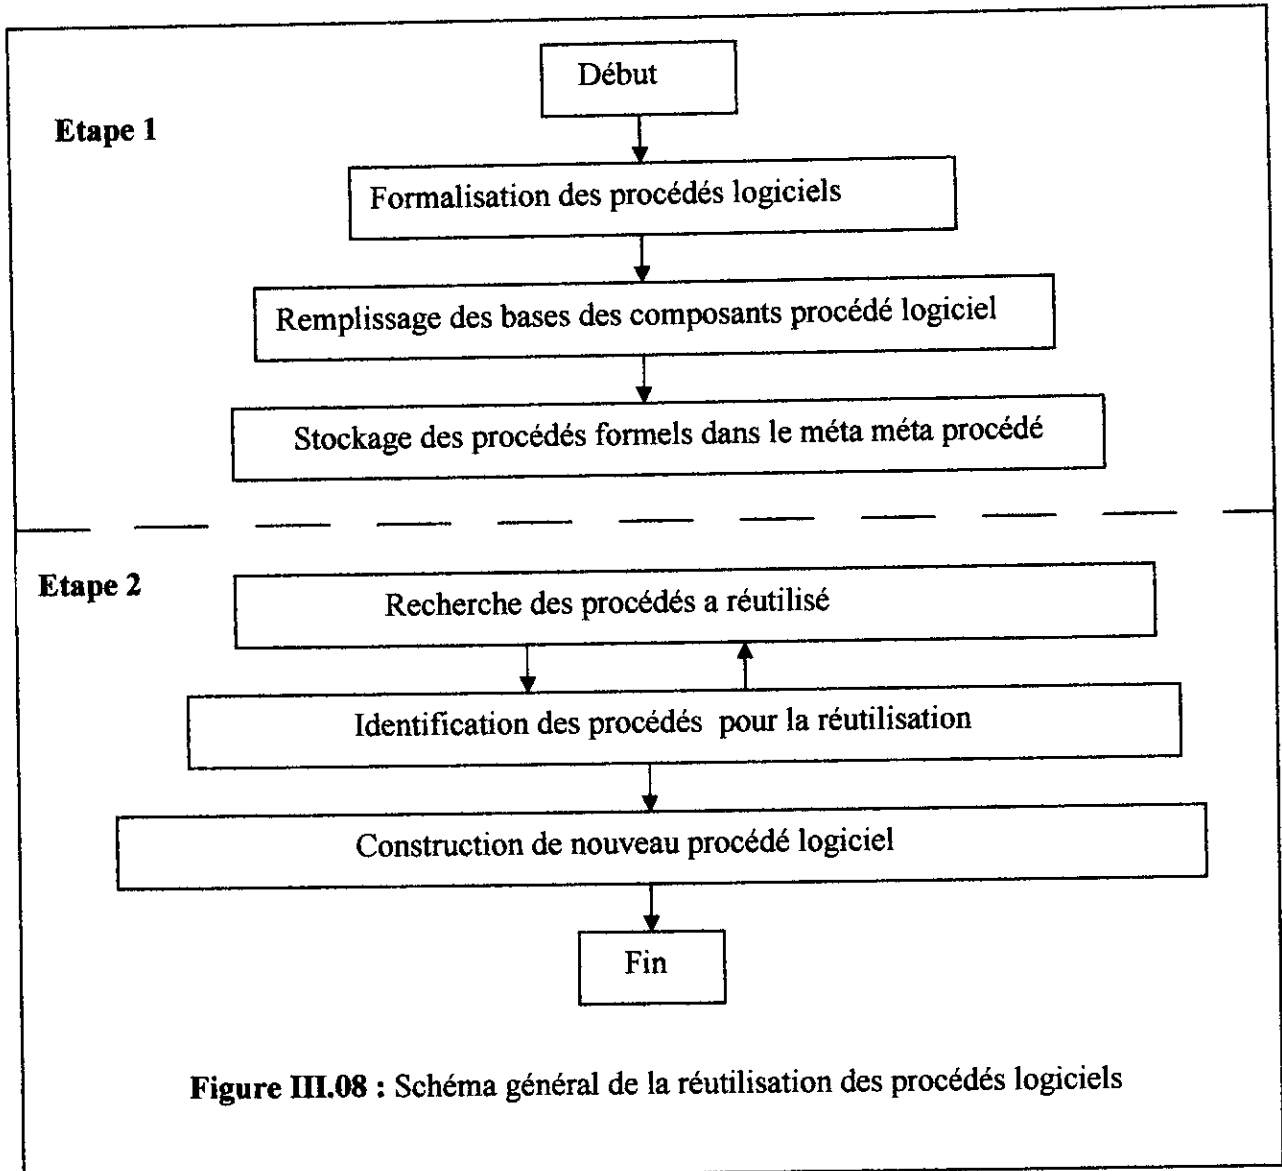 Début
Etape 1
Formalisation des procédés logiciels
Remplissage des bases des composants procédé logiciel
Stockage des procédés formels dans le méta méta procédé
Etape 2
Recherche des procédés a réutilisé
Identification des procédés pour la réutilisation
Construction de nouveau procédé logiciel
Fin
Figure III.08 : Schéma général de la réutilisation des procédés logiciels